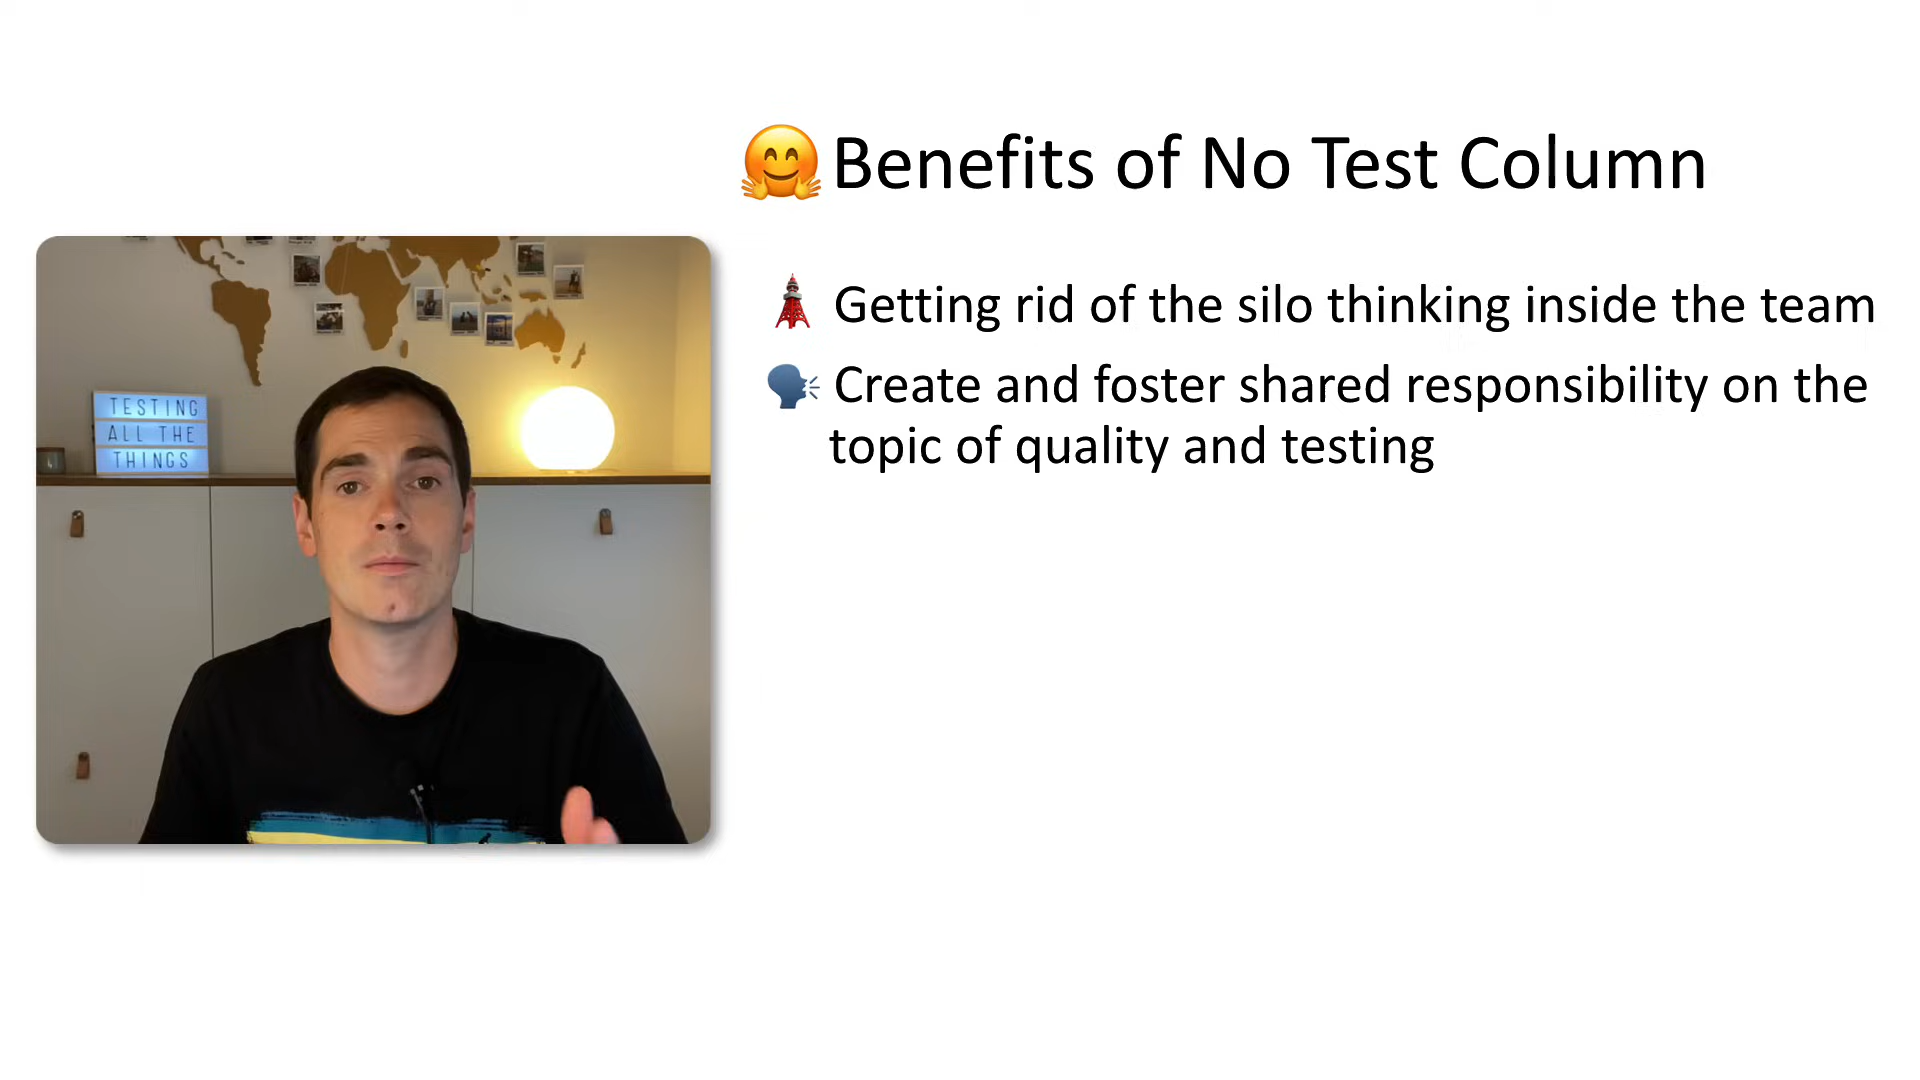 🤗 Benefits of No Test Column
🗼 Getting rid of the silo thinking inside the team
🗣️ Create and foster shared responsibility on the
topic of quality and testing
TESTING
ALL THE
THINGS